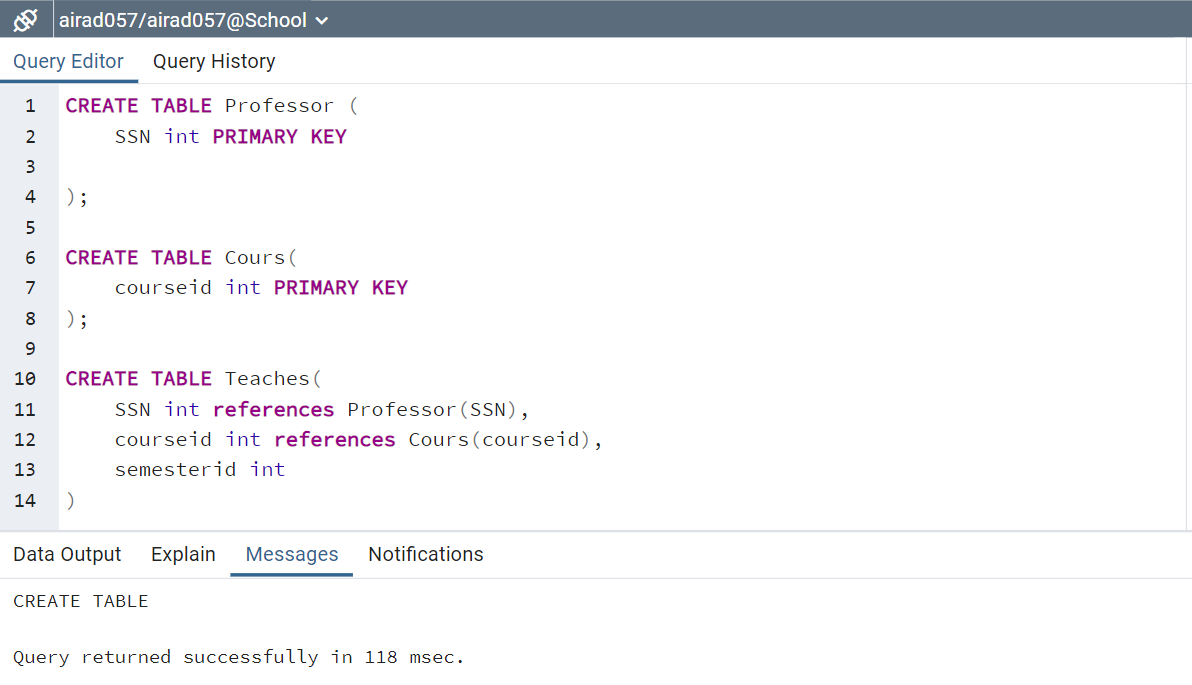 airad057/airad057@School
Query Editor Query History
1 CREATE TABLE Professor (
2     SSN int PRIMARY KEY
3
4 );
5
6 CREATE TABLE Cours(
7     courseid int PRIMARY KEY
8 );
9
10 CREATE TABLE Teaches(
11     SSN int references Professor(SSN),
12     courseid int references Cours(courseid),
13     semesterid int
14 )
Data Output Explain Messages Notifications
CREATE TABLE
Query returned successfully in 118 msec.